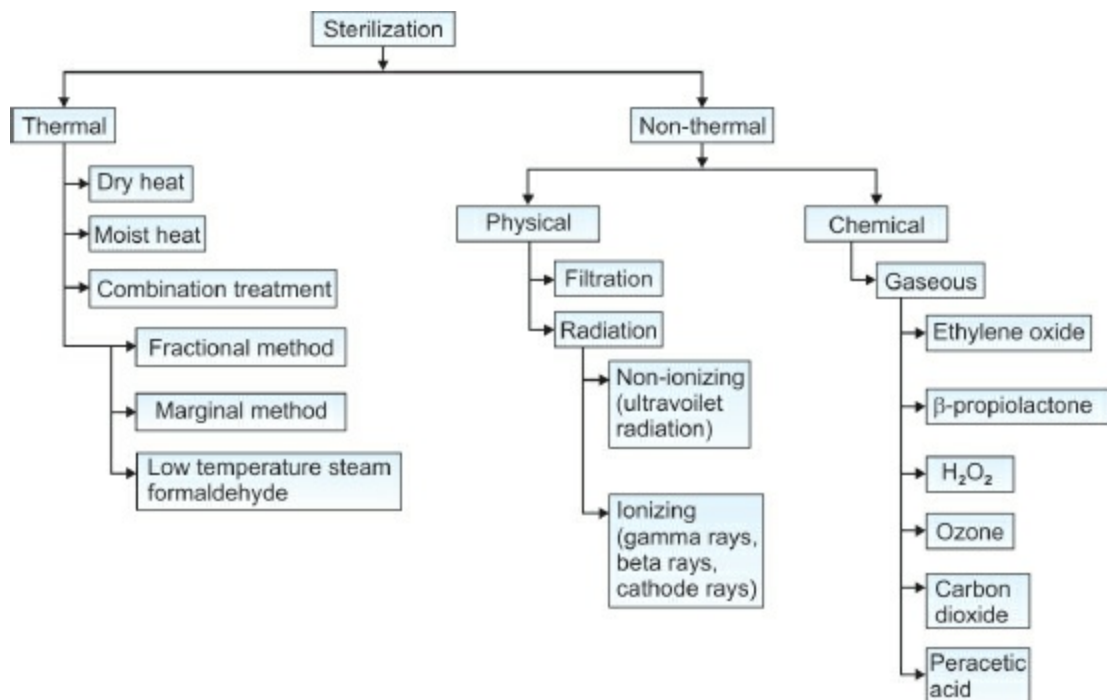 Sterilization
Thermal
Non-thermal
Dry heat
Moist heat
Combination treatment
Fractional method
Marginal method
Low temperature steam
formaldehyde
Physical
Chemical
Filtration
Radiation
Non-ionizing
(ultravoilet
radiation)
Ionizing
(gamma rays,
beta rays,
cathode rays)
Gaseous
Ethylene oxide
β-propiolactone
H₂O₂
Ozone
Carbon
dioxide
Peracetic
acid